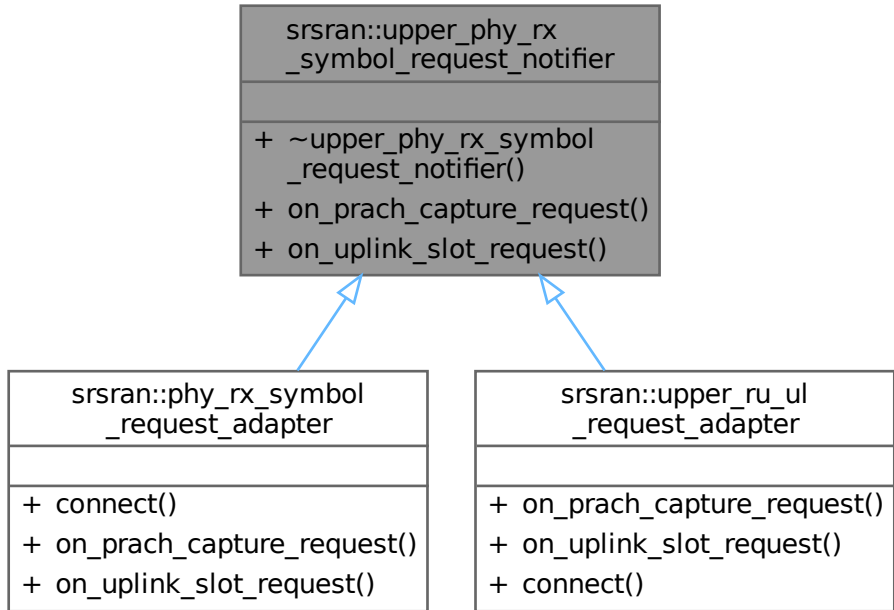 srsran::upper_phy_rx
_symbol_request_notifier
+ ~upper_phy_rx_symbol
_request_notifier()
+ on_prach_capture_request()
+ on_uplink_slot_request()
srsran::phy_rx_symbol
_request_adapter
+ connect()
+ on_prach_capture_request()
+ on_uplink_slot_request()
srsran::upper_ru_ul
_request_adapter
+ on_prach_capture_request()
+ on_uplink_slot_request()
+ connect()